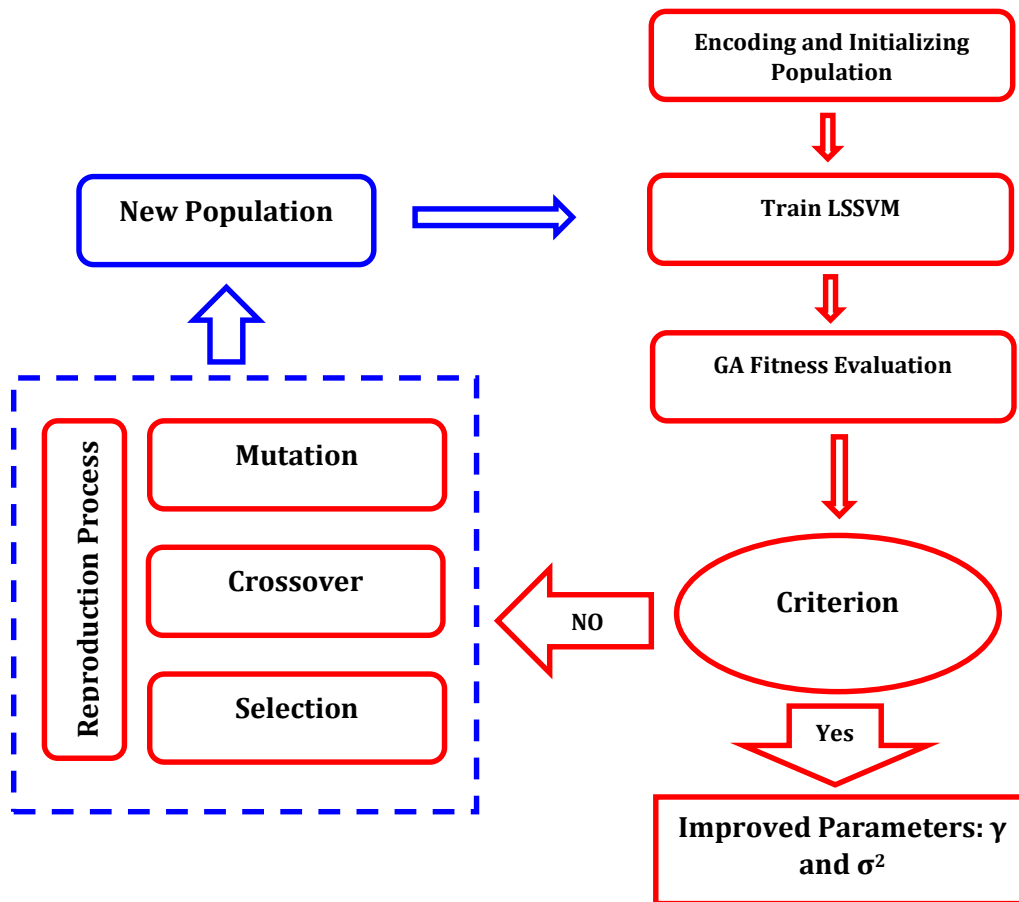 Encoding and Initializing
Population
Train LSSVM
GA Fitness Evaluation
Criterion
Yes
Improved Parameters: γ
and σ²
NO
Reproduction Process
Mutation
Crossover
Selection
New Population